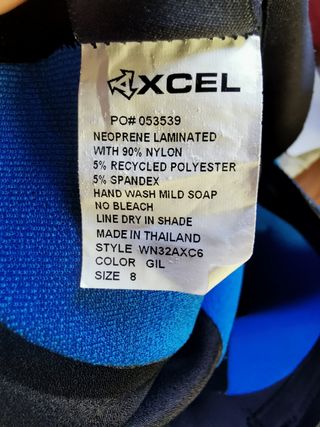 XCEL
PO# 053539
NEOPRENE LAMINATED
WITH 90% NYLON
5% RECYCLED POLYESTER
5% SPANDEX
HAND WASH MILD SOAP
NO BLEACH
LINE DRY IN SHADE
MADE IN THAILAND
STYLE WN32AXC6
COLOR GIL
SIZE 8